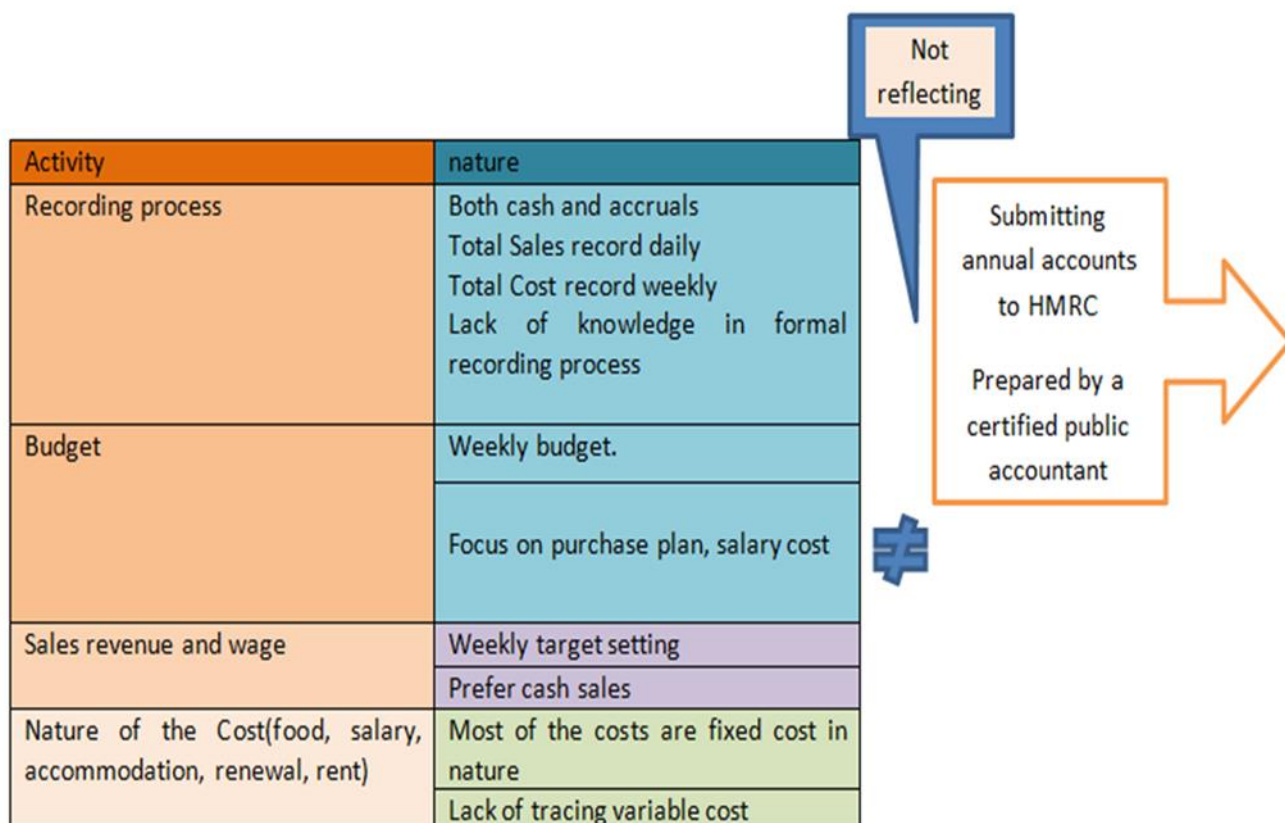 Not
reflecting
Activity
nature
Recording process
Both cash and accruals
Total Sales record daily
Total Cost record weekly
Lack of knowledge in formal
recording process
Budget
Weekly budget.
Focus on purchase plan, salary cost
Sales revenue and wage
Weekly target setting
Prefer cash sales
Nature of the Cost(food, salary,
accommodation, renewal, rent)
Most of the costs are fixed cost in
nature
Lack of tracing variable cost
≠
Submitting
annual accounts
to HMRC
Prepared by a
certified public
accountant